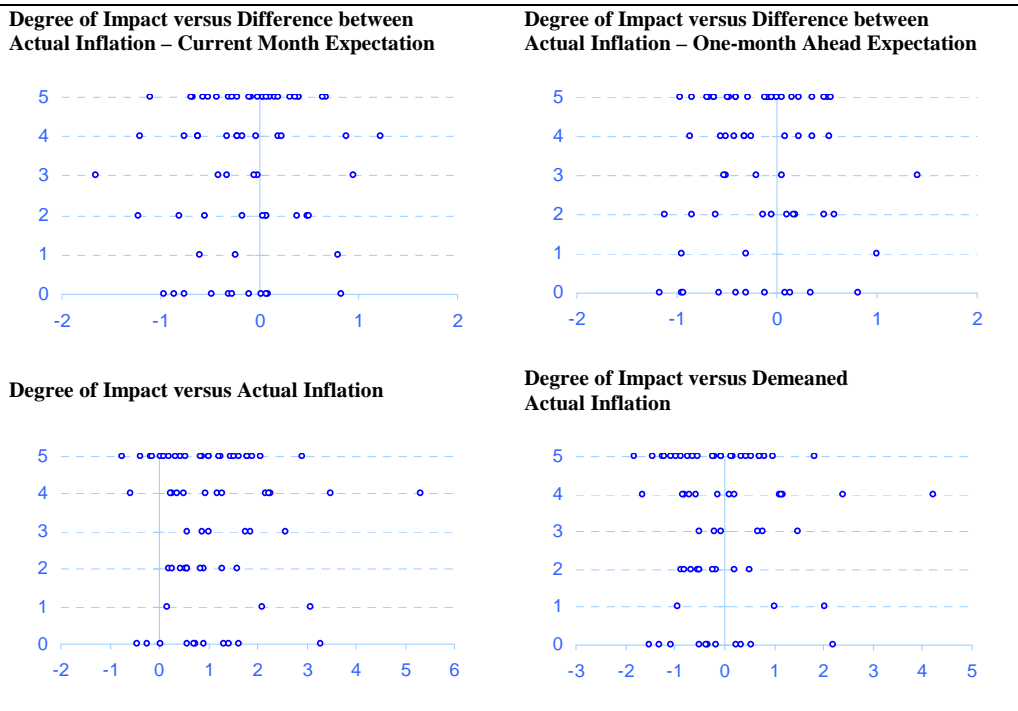 Degree of Impact versus Difference between
Actual Inflation – Current Month Expectation
5
4
3
2
1
0
-2 -1 0 1 2
Degree of Impact versus Difference between
Actual Inflation – One-month Ahead Expectation
5
4
3
2
1
0
-2 -1 0 1 2
Degree of Impact versus Actual Inflation
5
4
3
2
1
0
-2 -1 0 1 2 3 4 5 6
Degree of Impact versus Demeaned
Actual Inflation
5
4
3
2
1
0
-3 -2 -1 0 1 2 3 4 5